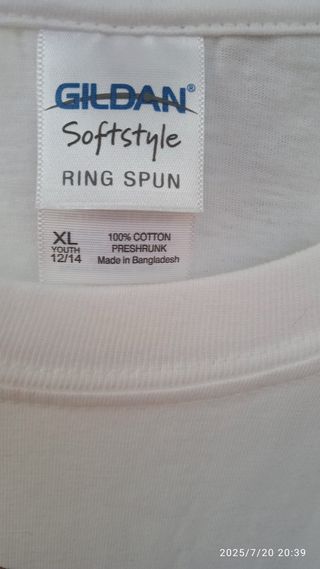 GILDAN®
Softstyle
RING SPUN
XL
YOUTH
12/14
100% COTTON
PRESHRUNK
Made in Bangladesh
2025/7/20 20:39